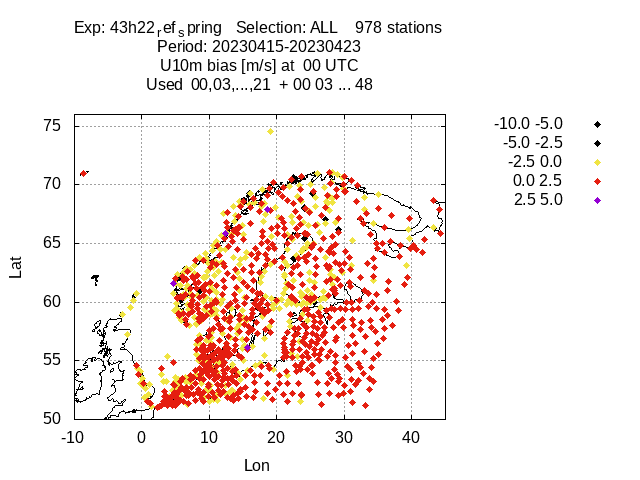 Exp: 43h22ref spring   Selection: ALL    978 stations
Period: 20230415-20230423
U10m bias [m/s] at  00 UTC
Used  00,03,...,21  + 00 03 ... 48
-10.0 -5.0
-5.0 -2.5
-2.5 0.0
0.0 2.5
2.5 5.0
75
70
65
60
55
50
Lat
-10 0 10 20 30 40
Lon